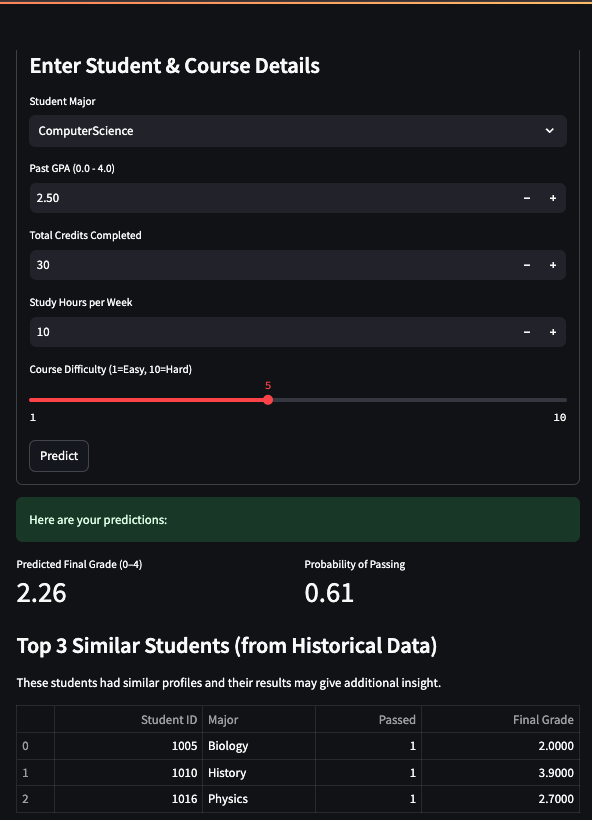 Enter Student & Course Details
Student Major
ComputerScience
Past GPA (0.0 - 4.0)
2.50 − +
Total Credits Completed
30 − +
Study Hours per Week
10 − +
Course Difficulty (1=Easy, 10=Hard)
5
1 10
Predict
Here are your predictions:
Predicted Final Grade (0–4) Probability of Passing
2.26 0.61
Top 3 Similar Students (from Historical Data)
These students had similar profiles and their results may give additional insight.
Student ID Major Passed Final Grade
0 1005 Biology 1 2.0000
1 1010 History 1 3.9000
2 1016 Physics 1 2.7000